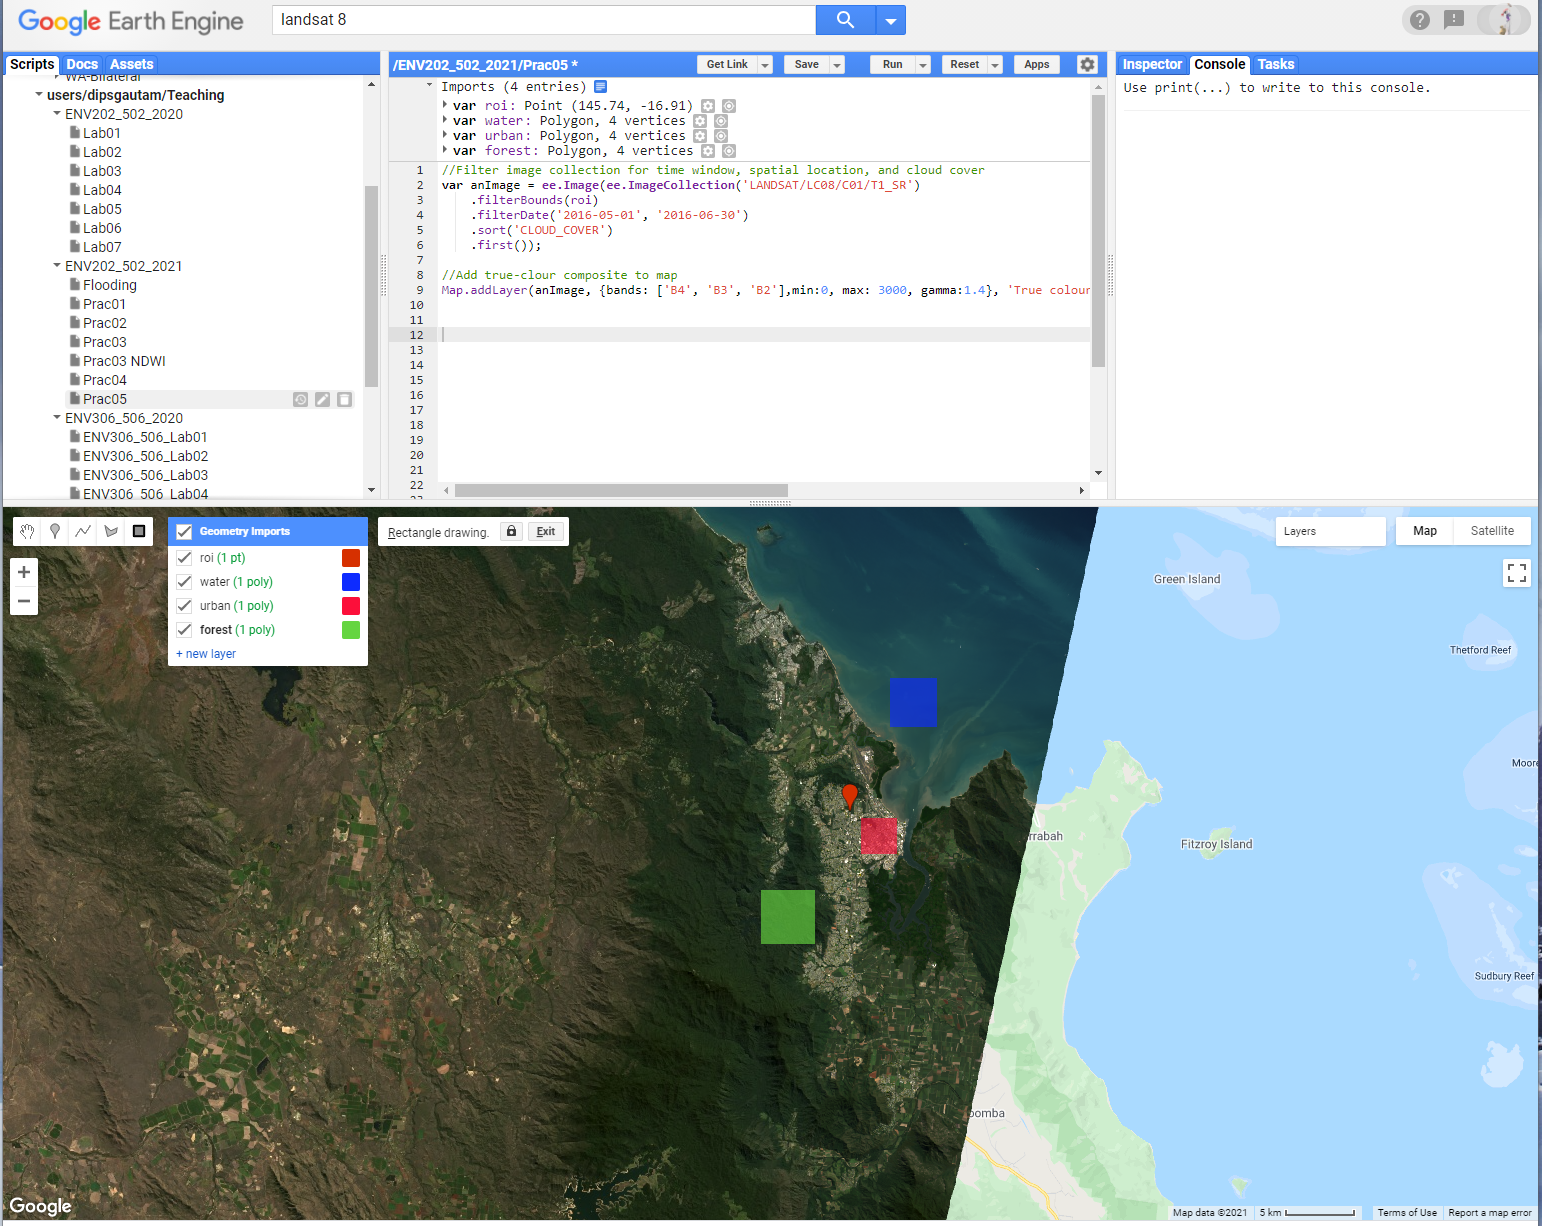 Google Earth Engine
landsat 8
Scripts Docs Assets
WA-Bilateral
users/dipsgautam/Teaching
ENV202_502_2020
Lab01
Lab02
Lab03
Lab04
Lab05
Lab06
Lab07
ENV202_502_2021
Flooding
Prac01
Prac02
Prac03
Prac03 NDWI
Prac04
Prac05
ENV306_506_2020
ENV306_506_Lab01
ENV306_506_Lab02
ENV306_506_Lab03
ENV306_506_Lab04
/ENV202_502_2021/Prac05 *
Get Link Save Run Reset Apps
Imports (4 entries)
var roi: Point (145.74, -16.91)
var water: Polygon, 4 vertices
var urban: Polygon, 4 vertices
var forest: Polygon, 4 vertices
1 //Filter image collection for time window, spatial location, and cloud cover
2 var anImage = ee.Image(ee.ImageCollection('LANDSAT/LC08/C01/T1_SR')
3 .filterBounds(roi)
4 .filterDate('2016-05-01', '2016-06-30')
5 .sort('CLOUD_COVER')
6 .first());
7
8 //Add true-clour composite to map
9 Map.addLayer(anImage, {bands: ['B4', 'B3', 'B2'],min:0, max: 3000, gamma:1.4}, 'True colour
10
11
12
13
14
15
16
17
18
19
20
21
22
23
Inspector Console Tasks
Use print(...) to write to this console.
Geometry Imports
roi (1 pt)
water (1 poly)
urban (1 poly)
forest (1 poly)
+ new layer
Rectangle drawing. Exit
Layers
Map Satellite
Green Island
Thetford Reef
Moore
rrabah
Fitzroy Island
Sudbury Reef
oomba
Google
Map data ©2021 5 km Terms of Use Report a map error